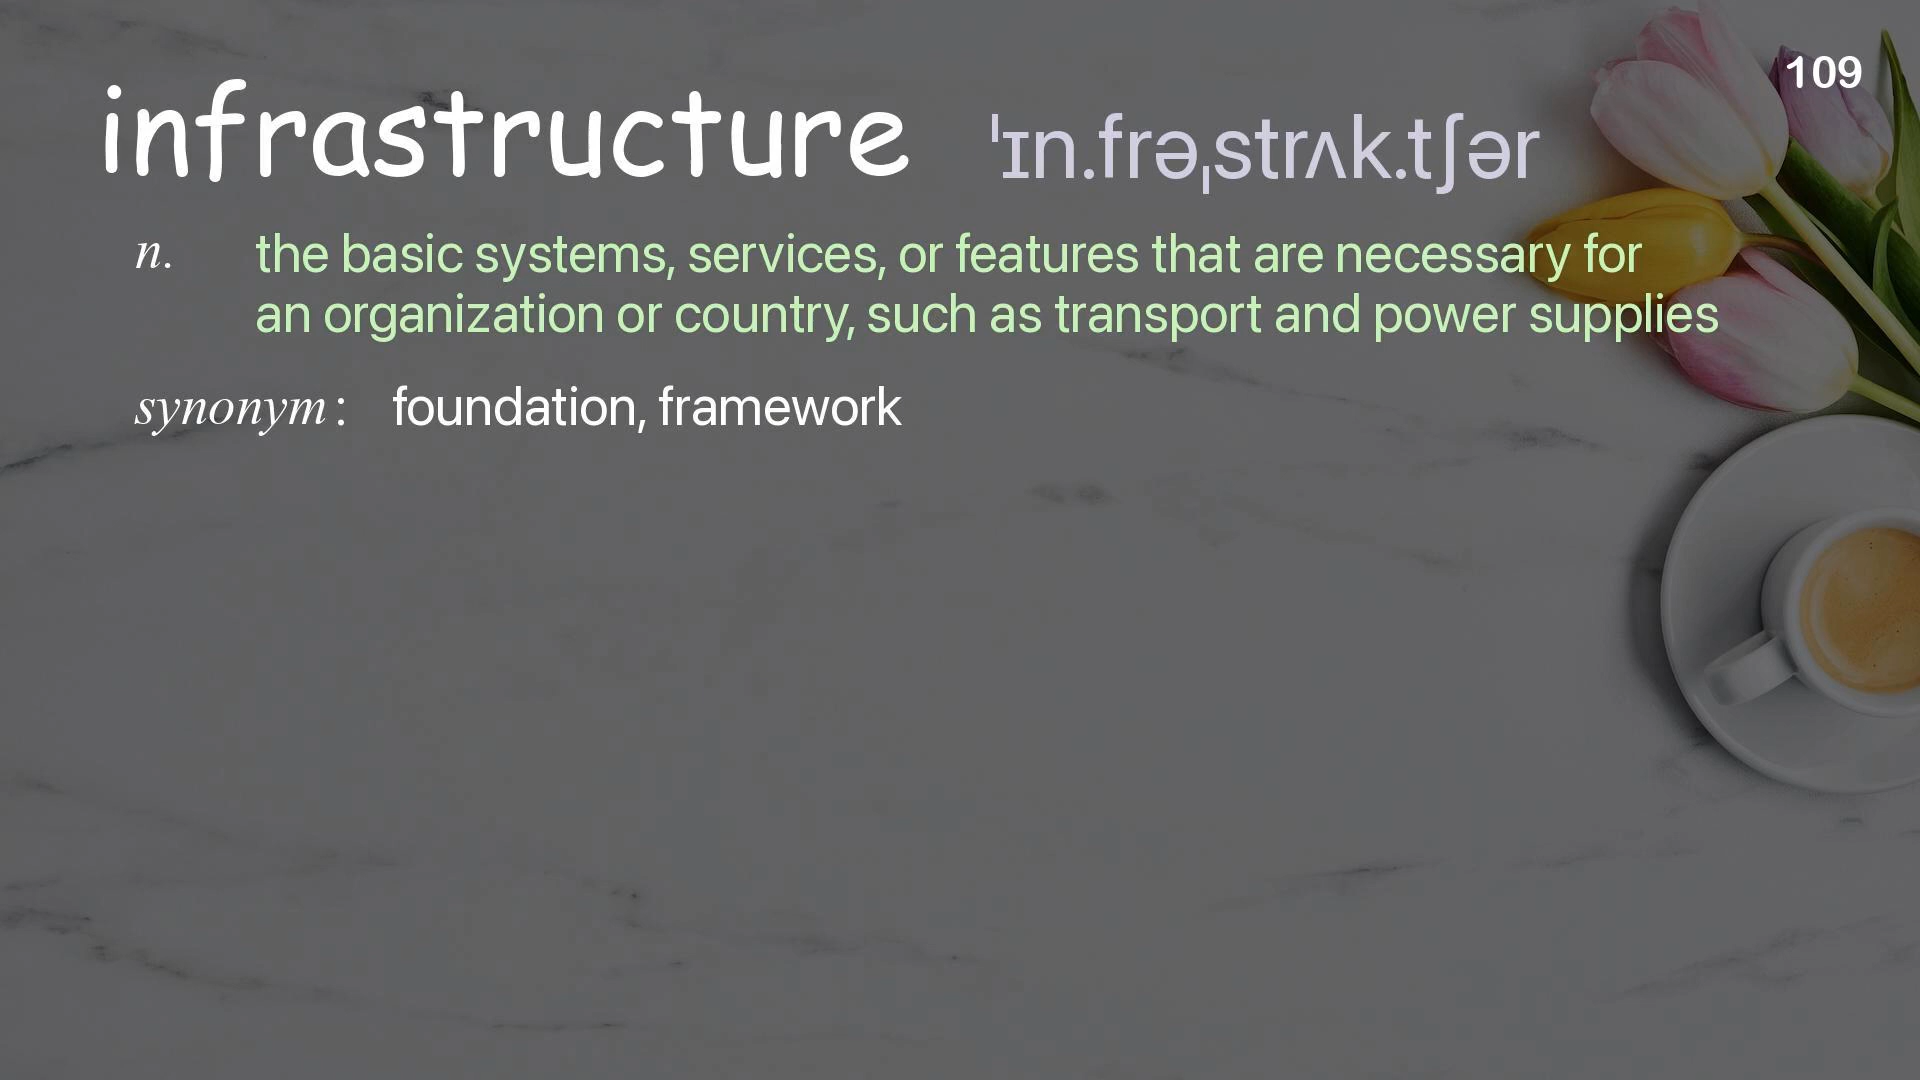 109
infrastructure ˈɪn.frəˌstrʌk.tʃər
n. the basic systems, services, or features that are necessary for
an organization or country, such as transport and power supplies
synonym: foundation, framework